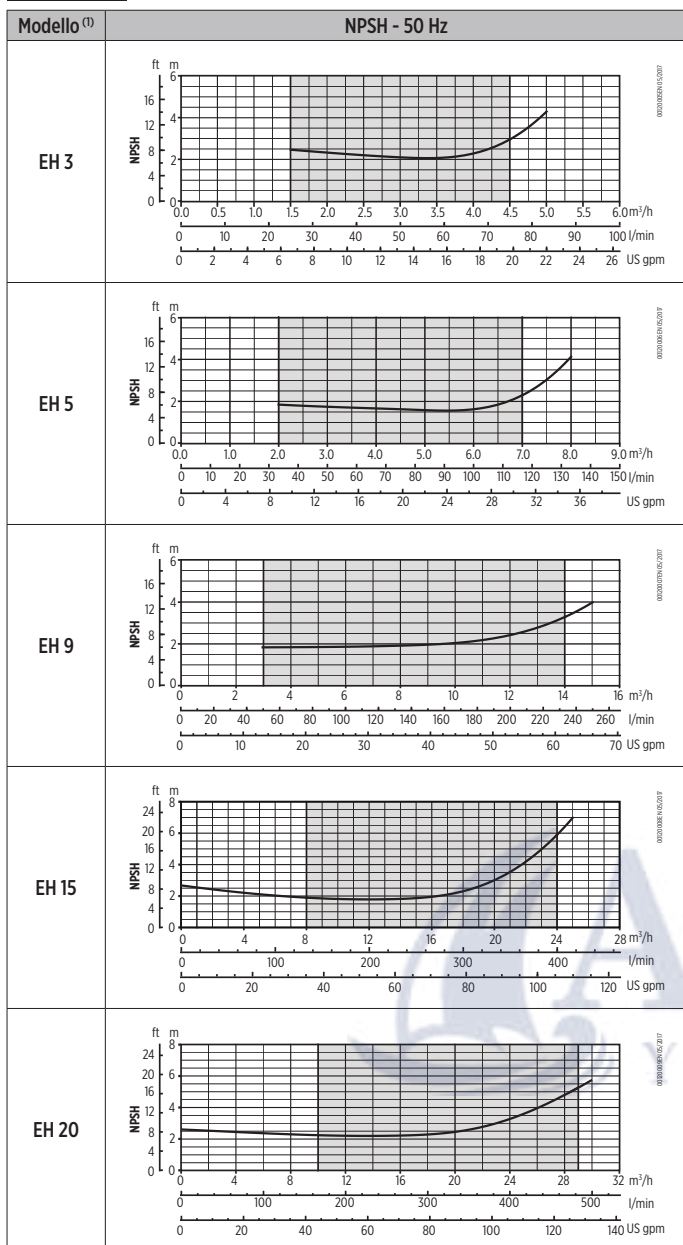 Modello (1) NPSH - 50 Hz
EH 3
ft m
NPSH
6
16
4
12
8
2
4
0 0
0.0 0.5 1.0 1.5 2.0 2.5 3.0 3.5 4.0 4.5 5.0 5.5 6.0 m³/h
0 10 20 30 40 50 60 70 80 90 100 l/min
0 2 4 6 8 10 12 14 16 18 20 22 24 26 US gpm
EH 5
ft m
NPSH
6
16
4
12
8
2
4
0 0
0.0 1.0 2.0 3.0 4.0 5.0 6.0 7.0 8.0 9.0 m³/h
0 10 20 30 40 50 60 70 80 90 100 110 120 130 140 150 l/min
0 4 8 12 16 20 24 28 32 36 US gpm
EH 9
ft m
NPSH
6
16
4
12
8
2
4
0 0
0 2 4 6 8 10 12 14 16 m³/h
0 20 40 60 80 100 120 140 160 180 200 220 240 260 l/min
0 10 20 30 40 50 60 70 US gpm
EH 15
ft m
NPSH
8
24
20 6
16
4
12
8
2
4
0 0
0 4 8 12 16 20 24 28 m³/h
0 100 200 300 400 l/min
0 20 40 60 80 100 120 US gpm
EH 20
ft m
NPSH
8
24
20 6
16
4
12
8
2
4
0 0
0 4 8 12 16 20 24 28 32 m³/h
0 100 200 300 400 500 l/min
0 20 40 60 80 100 120 140 US gpm